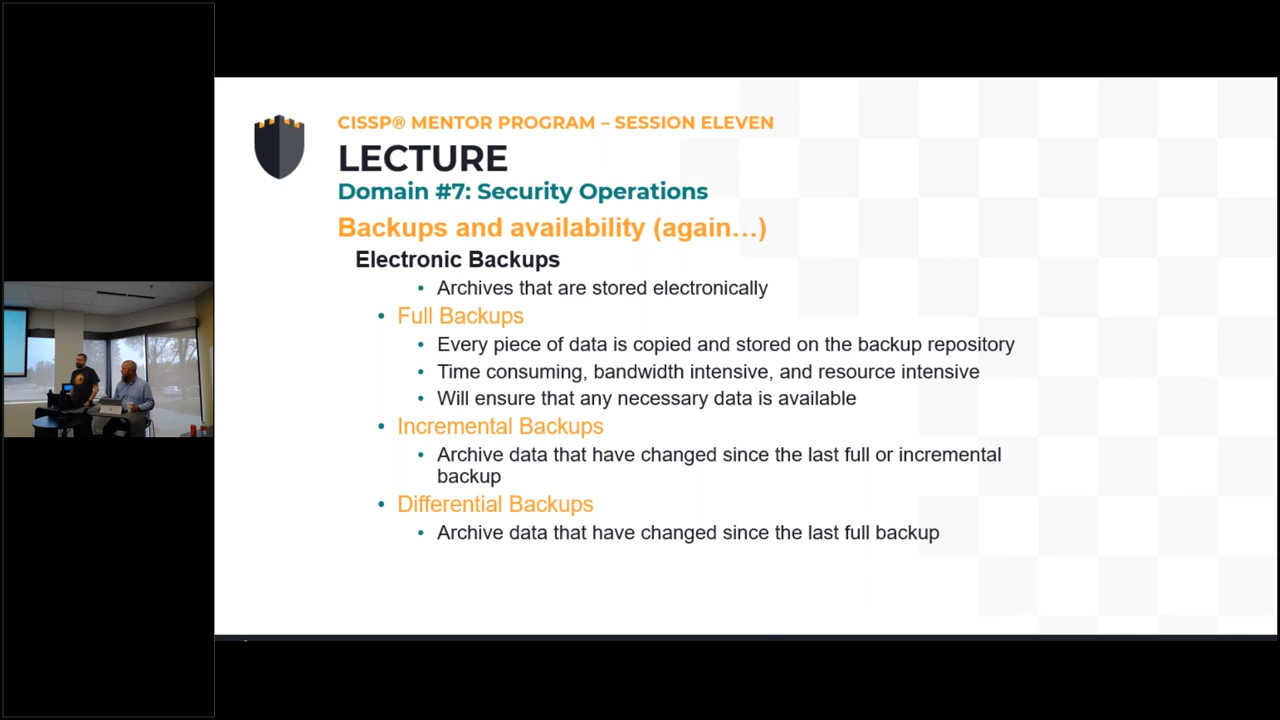 CISSP® MENTOR PROGRAM – SESSION ELEVEN
LECTURE
Domain #7: Security Operations
Backups and availability (again…)
Electronic Backups
• Archives that are stored electronically
• Full Backups
• Every piece of data is copied and stored on the backup repository
• Time consuming, bandwidth intensive, and resource intensive
• Will ensure that any necessary data is available
• Incremental Backups
• Archive data that have changed since the last full or incremental
backup
• Differential Backups
• Archive data that have changed since the last full backup